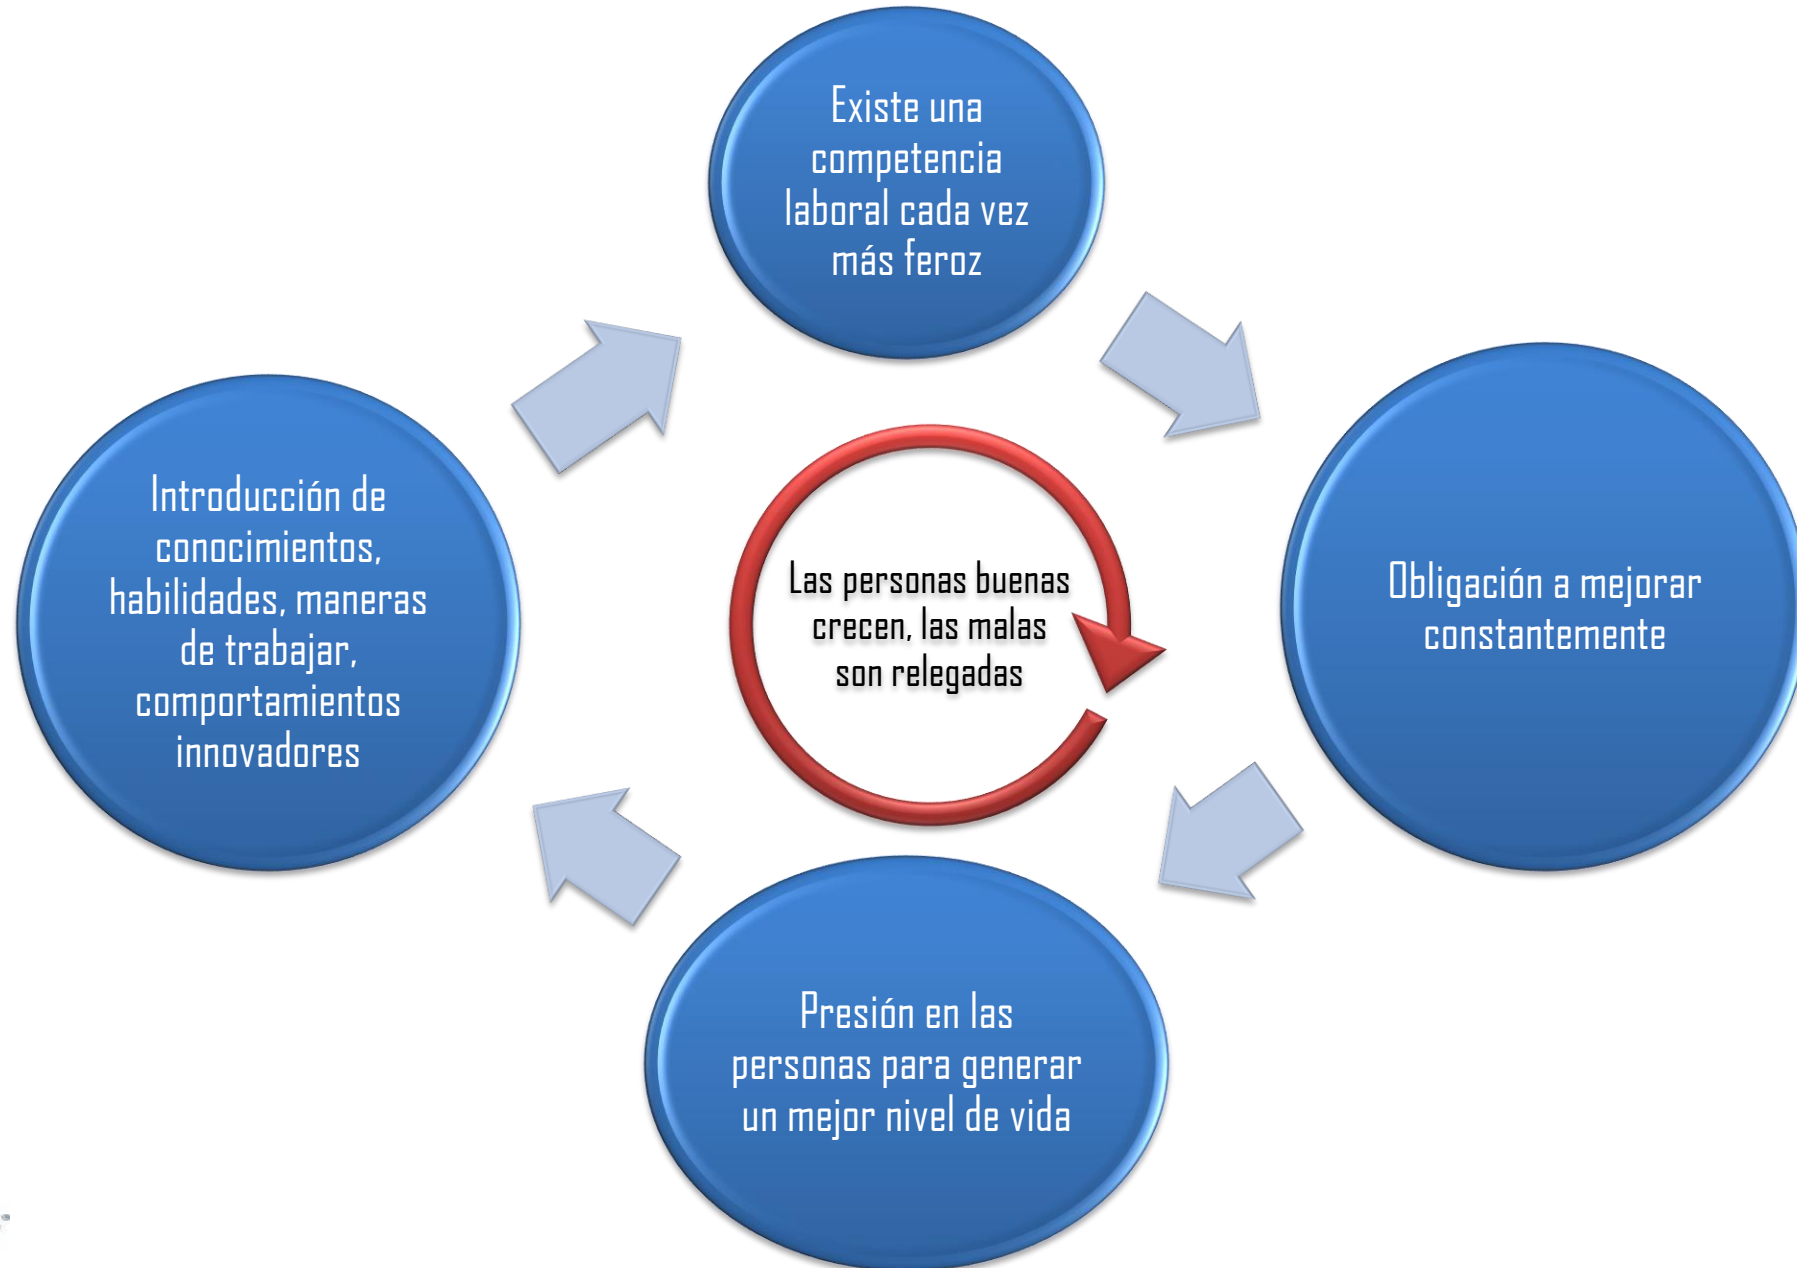 Existe una
competencia
laboral cada vez
más feroz
Obligación a mejorar
constantemente
Presión en las
personas para generar
un mejor nivel de vida
Introducción de
conocimientos,
habilidades, maneras
de trabajar,
comportamientos
innovadores
Las personas buenas
crecen, las malas
son relegadas